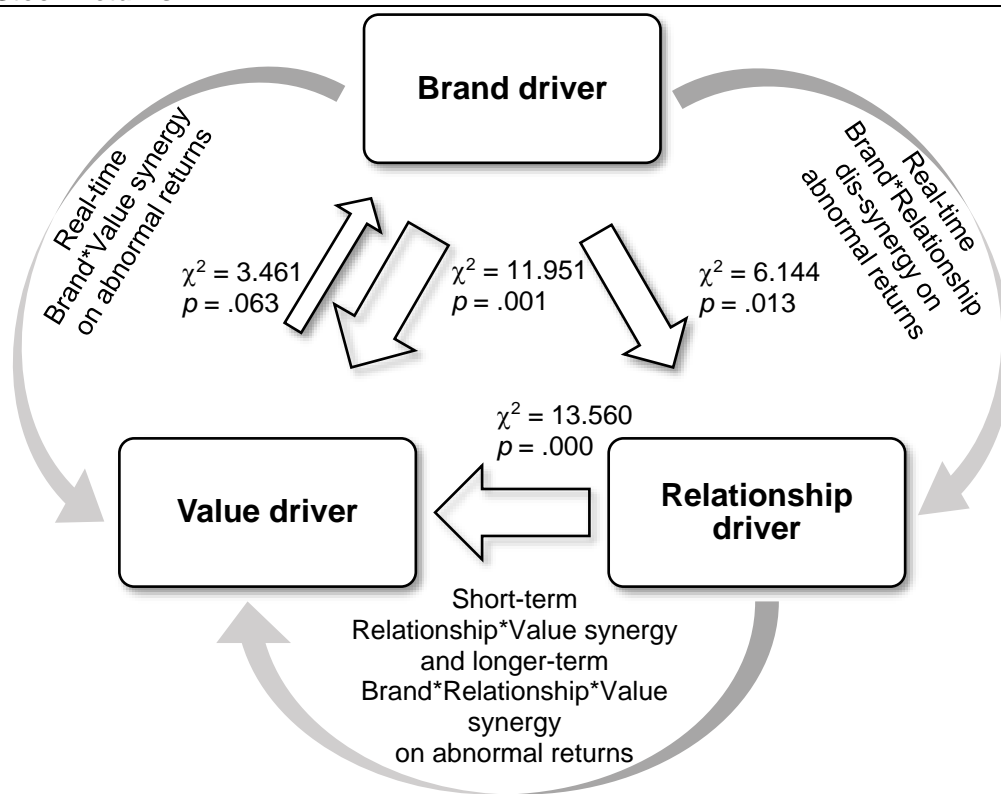 Brand driver
Real-time
Brand*Value synergy
on abnormal returns
Real-time
Brand*Relationship
dis-synergy on
abnormal returns
χ² = 3.461
p = .063
χ² = 11.951
p = .001
χ² = 6.144
p = .013
χ² = 13.560
p = .000
Value driver
Relationship
driver
Short-term
Relationship*Value synergy
and longer-term
Brand*Relationship*Value
synergy
on abnormal returns